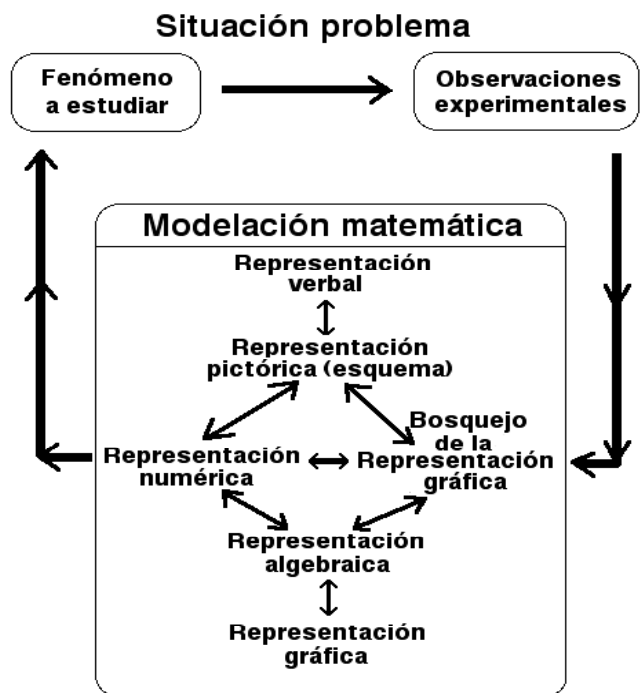 Situación problema
Fenómeno
a estudiar
Observaciones
experimentales
Modelación matemática
Representación
verbal
Representación
pictórica (esquema)
Representación
numérica
Bosquejo
de la
Representación
gráfica
Representación
algebraica
Representación
gráfica